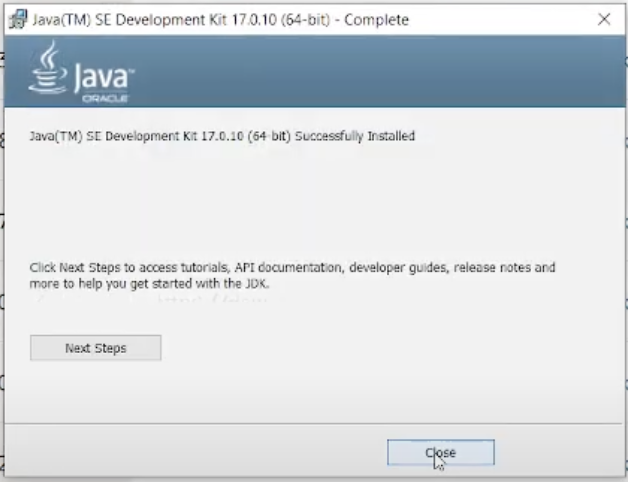 Java(TM) SE Development Kit 17.0.10 (64-bit) - Complete
Java™
ORACLE
Java(TM) SE Development Kit 17.0.10 (64-bit) Successfully Installed
Click Next Steps to access tutorials, API documentation, developer guides, release notes and
more to help you get started with the JDK.
Next Steps
Close